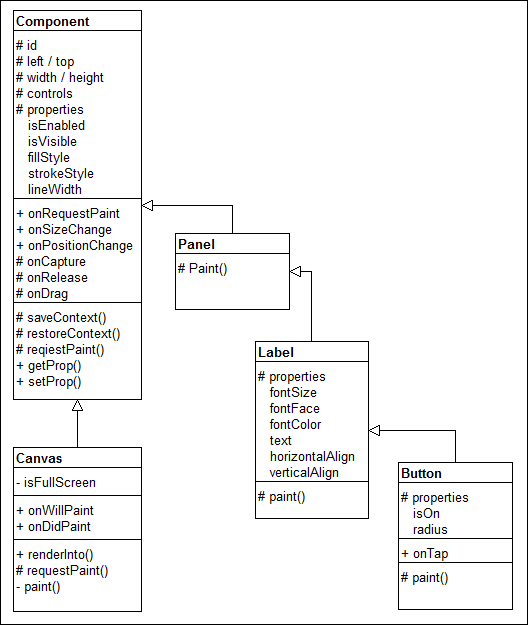 Component
# id
# left / top
# width / height
# controls
# properties
isEnabled
isVisible
fillStyle
strokeStyle
lineWidth
+ onRequestPaint
+ onSizeChange
+ onPositionChange
# onCapture
# onRelease
# onDrag
# saveContext()
# restoreContext()
# reqiestPaint()
+ getProp()
+ setProp()
Panel
# Paint()
Label
# properties
fontSize
fontFace
fontColor
text
horizontalAlign
verticalAlign
# paint()
Canvas
- isFullScreen
+ onWillPaint
+ onDidPaint
+ renderInto()
# requestPaint()
- paint()
Button
# properties
isOn
radius
+ onTap
# paint()